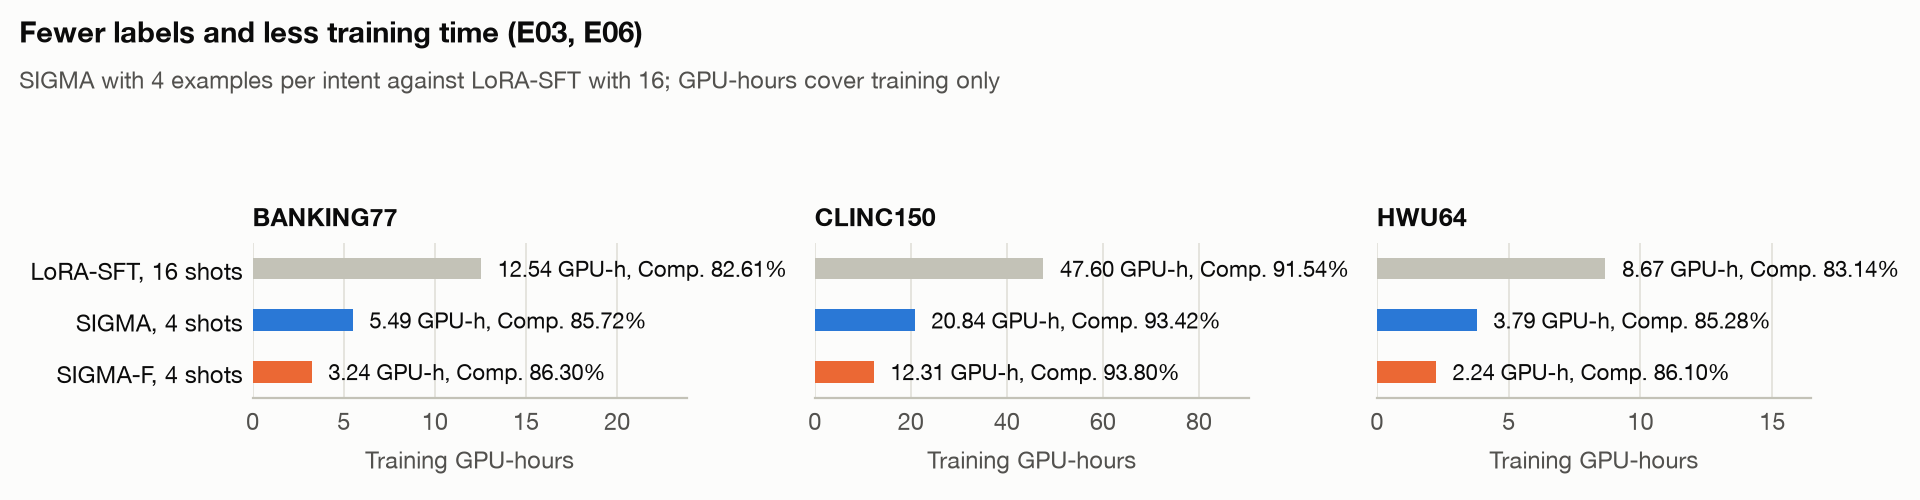 Fewer labels and less training time (E03, E06)
SIGMA with 4 examples per intent against LoRA-SFT with 16; GPU-hours cover training only
BANKING77
LoRA-SFT, 16 shots
12.54 GPU-h, Comp. 82.61%
SIGMA, 4 shots
5.49 GPU-h, Comp. 85.72%
SIGMA-F, 4 shots
3.24 GPU-h, Comp. 86.30%
0 5 10 15 20
Training GPU-hours
CLINC150
47.60 GPU-h, Comp. 91.54%
20.84 GPU-h, Comp. 93.42%
12.31 GPU-h, Comp. 93.80%
0 20 40 60 80
Training GPU-hours
HWU64
8.67 GPU-h, Comp. 83.14%
3.79 GPU-h, Comp. 85.28%
2.24 GPU-h, Comp. 86.10%
0 5 10 15
Training GPU-hours